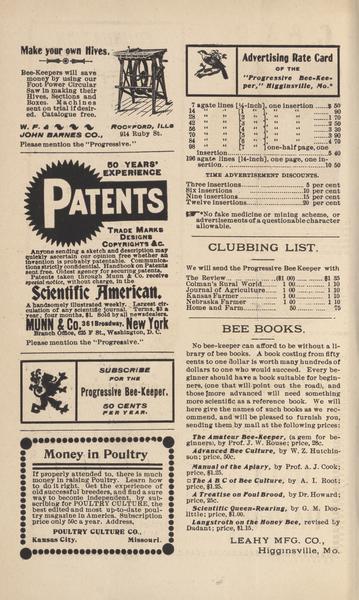 Make your own Hives.
Bee-Keepers will save
money by using our
Foot Power Circular
Saw in making their
Hives, Sections and
Boxes. Machines
sent on trial if desir-
ed. Catalogue free.
W. F. &
JOHN BARNES CO.,
ROCKFORD, ILLS
914 Ruby St.
Please mention the "Progressive."
50 YEARS'
EXPERIENCE
PATENTS
TRADE MARKS
DESIGNS
COPYRIGHTS &C.
Anyone sending a sketch and description may
quickly ascertain our opinion free whether an
invention is probably patentable. Communica-
tions strictly confidential. Handbook on Patents
sent free. Oldest agency for securing patents.
Patents taken through Munn & Co. receive
special notice, without charge, in the
Scientific American.
A handsomely illustrated weekly. Largest cir-
culation of any scientific journal. Terms, $3 a
year; four months, $1. Sold by all newsdealers.
MUNN & Co. 361 Broadway, New York
Branch Office, 625 F St., Washington, D. C.
Please mention the "Progressive."
SUBSCRIBE
FOR THE
Progressive Bee-Keeper.
50 CENTS
PER YEAR.
Money in Poultry
If properly attended to, there is much
money in raising Poultry. Learn how
to do it right. Get the experience of
old successful breeders, and find a sure
way to become independent, by sub-
scribing for POULTRY CULTURE, the
best edited and most up-to-date poul-
try magazine in America. Subscription
price only 50c a year. Address,
POULTRY CULTURE CO.,
Kansas City. Missouri.
Advertising Rate Card
OF THE
"Progressive Bee-Kee-
per," Higginsville, Mo.
7 agate lines [½-inch], one insertion $ 50
14 " " [1 " ] " " 90
28 " " [2 " ] " " 1 70
42 " " [3 " ] " " 2 50
56 " " [4 " ] " " 3 30
70 " " [5 " ] " " 3 90
84 " " [6 " ] " " 4 70
98 " " [7 " ] one-half page, one
insertion 5 40
196 agate lines [14-inch], one page, one in-
sertion 10 50
TIME ADVERTISEMENT DISCOUNTS.
Three insertions 5 per cent
Six insertions 10 per cent
Nine insertions 15 per cent
Twelve insertions 20 per cent
No fake medicine or mining scheme, or
advertisements of a questionable character
allowable.
CLUBBING LIST.
We will send the Progressive Bee Keeper with
The Review ($1 00) $1 35
Colman's Rural World 1 00 1 10
Journal of Agriculture 1 00 1 10
Kansas Farmer 1 00 1 10
Nebraska Farmer 1 00 1 10
Home and Farm 50 75
BEE BOOKS.
No bee-keeper can afford to be without a li-
brary of bee books. A book costing from fifty
cents to one dollar is worth many hundreds of
dollars to one who would succeed. Every be-
ginner should have a book suitable for begin-
ners, (one that will point out the road), and
those more advanced will need something
more scientific as a reference book. We will
here give the names of such books as we rec-
ommend, and will be pleased to furnish you,
sending them by mail at the following prices:
The Amateur Bee-Keeper, (a gem for be-
ginners), by Prof. J. W. Rouse; price, 28c.
Advanced Bee Culture, by W. Z. Hutchin-
son; price, 50c.
Manual of the Apiary, by Prof. A. J. Cook;
price, $1.25.
The A B C of Bee Culture, by A. I. Root;
price, $1.25.
A Treatise on Foul Brood, by Dr. Howard;
price, 25c.
Scientific Queen-Rearing, by G. M. Doo-
little; price, $1.00.
Langstroth on the Honey Bee, revised by
Dadant; price, $1.15.
LEAHY MFG. CO.,
Higginsville, Mo.